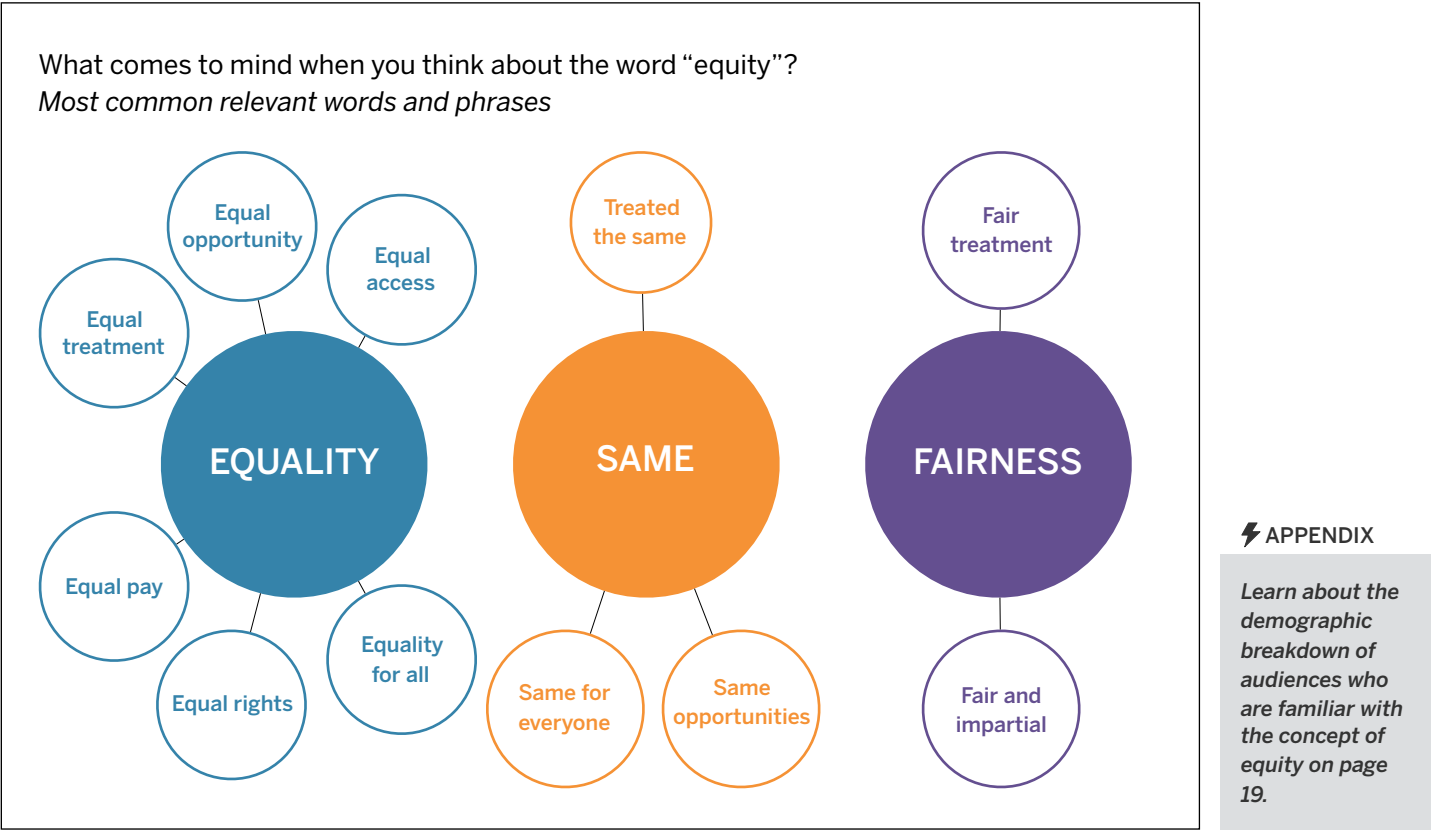 What comes to mind when you think about the word “equity”?
Most common relevant words and phrases
Equal
opportunity
Equal
access
Equal
treatment
EQUALITY
Equal pay
Equal rights
Equality
for all
Treated
the same
SAME
Same for
everyone
Same
opportunities
Fair
treatment
FAIRNESS
Fair and
impartial
APPENDIX
Learn about the
demographic
breakdown of
audiences who
are familiar with
the concept of
equity on page
19.